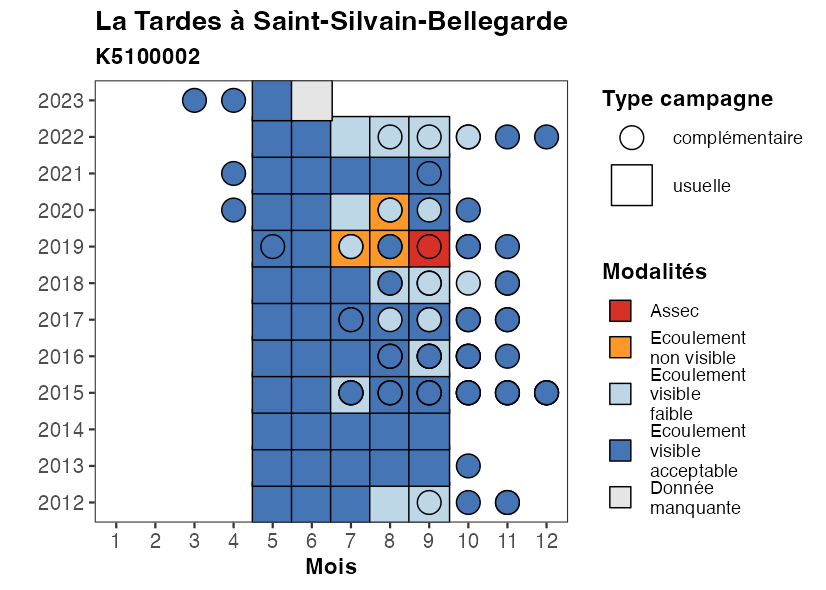 La Tardes à Saint-Silvain-Bellegarde
K5100002
2023
2022
2021
2020
2019
2018
2017
2016
2015
2014
2013
2012
1 2 3 4 5 6 7 8 9 10 11 12
Mois
Type campagne
complémentaire
usuelle
Modalités
Assec
Ecoulement
non visible
Ecoulement
visible
faible
Ecoulement
visible
acceptable
Donnée
manquante